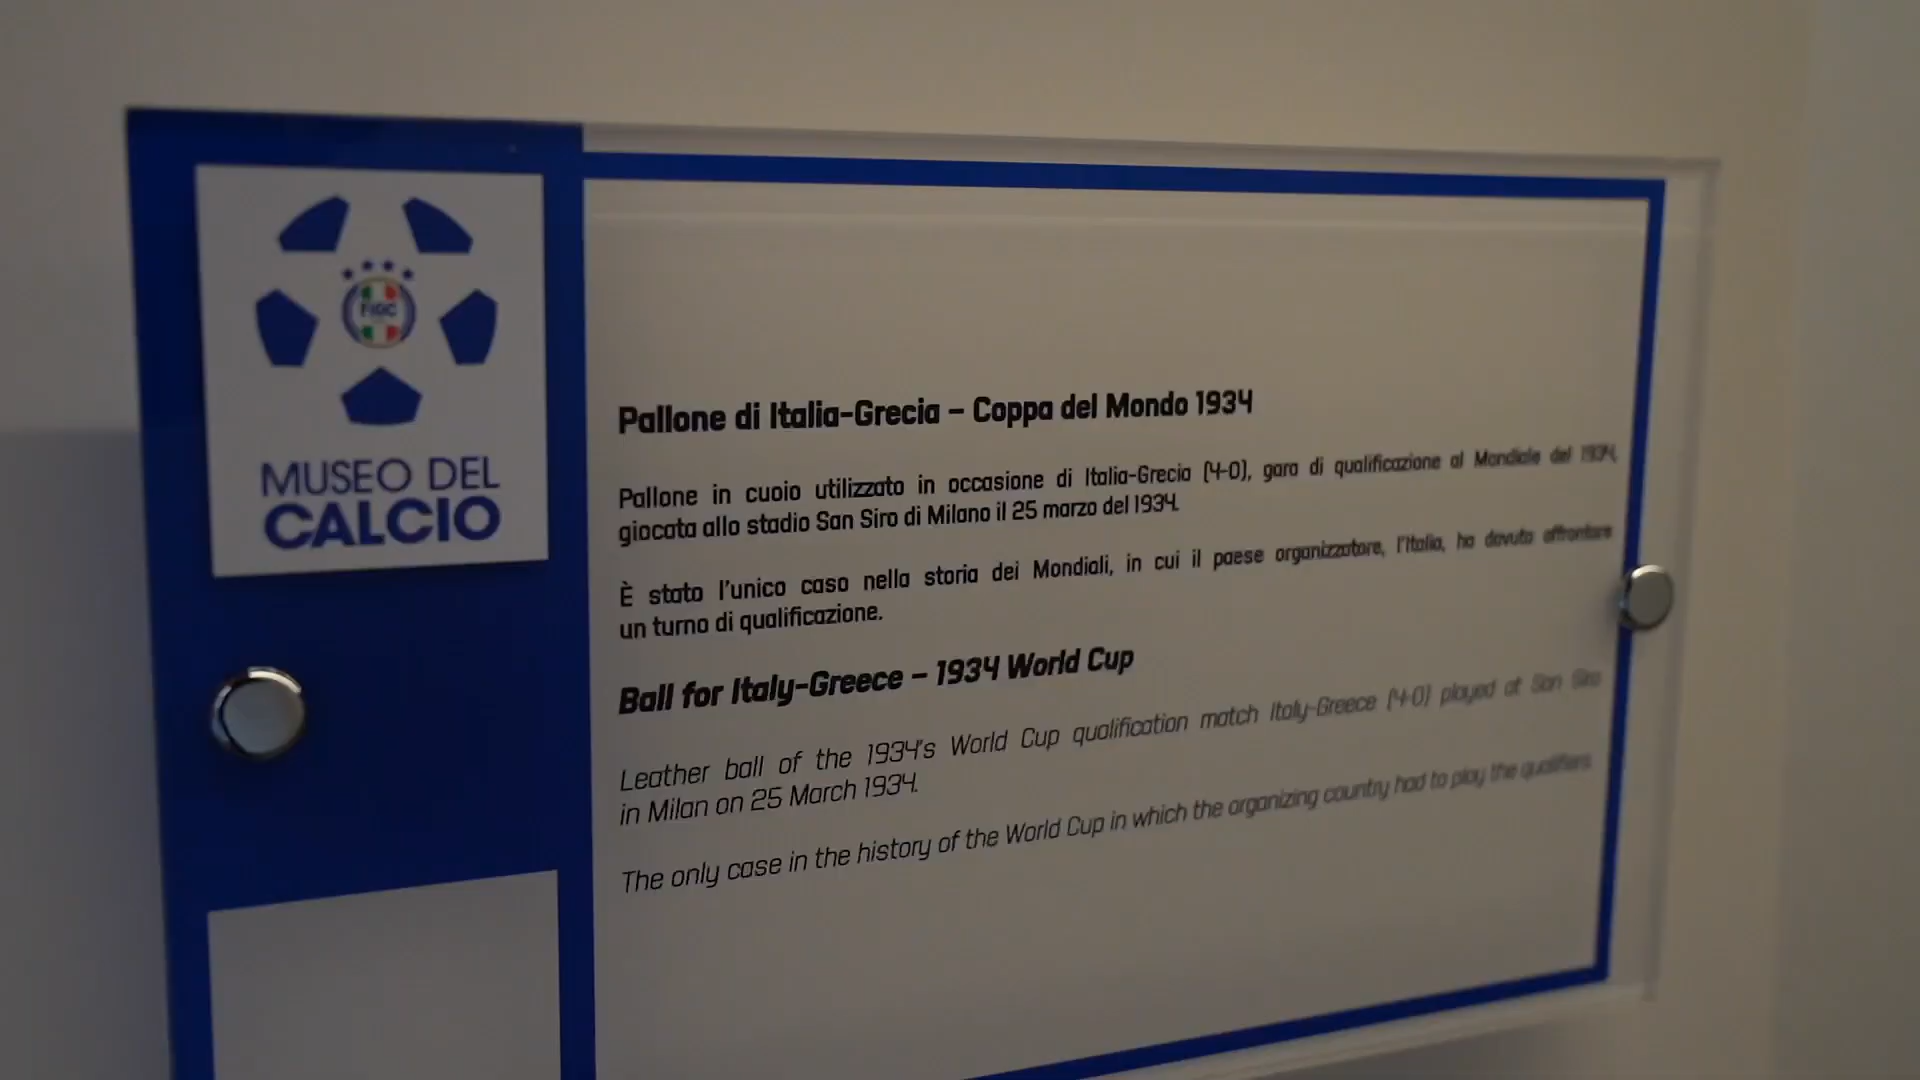 FIGC
MUSEO DEL
CALCIO
Pallone di Italia-Grecia – Coppa del Mondo 1934
Pallone in cuoio utilizzato in occasione di Italia-Grecia (4-0), gara di qualificazione al Mondiale del 1934,
giocata allo stadio San Siro di Milano il 25 marzo del 1934.
È stato l'unico caso nella storia dei Mondiali, in cui il paese organizzatore, l'Italia, ha dovuto affrontare
un turno di qualificazione.
Ball for Italy-Greece – 1934 World Cup
Leather ball of the 1934's World Cup qualification match Italy-Greece (4-0) played at San Siro
in Milan on 25 March 1934.
The only case in the history of the World Cup in which the organizing country had to play the qualifiers.